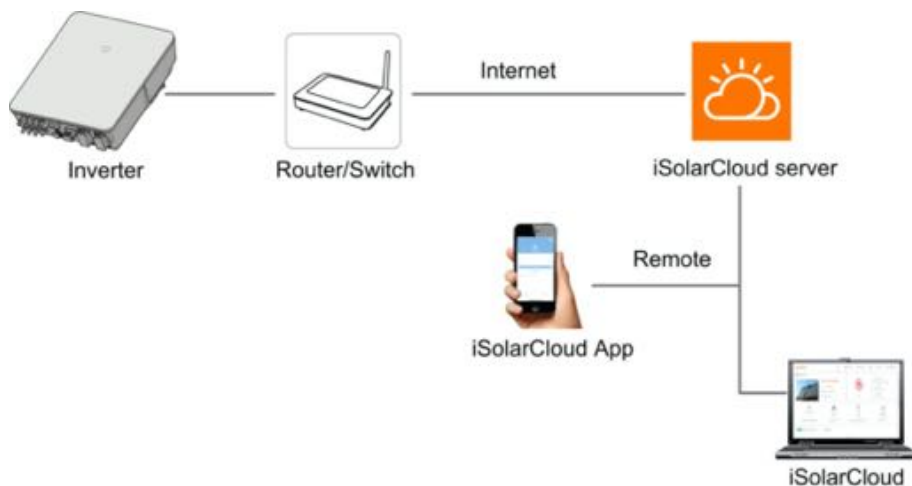 Internet
Inverter
Router/Switch
iSolarCloud server
Remote
iSolarCloud App
iSolarCloud